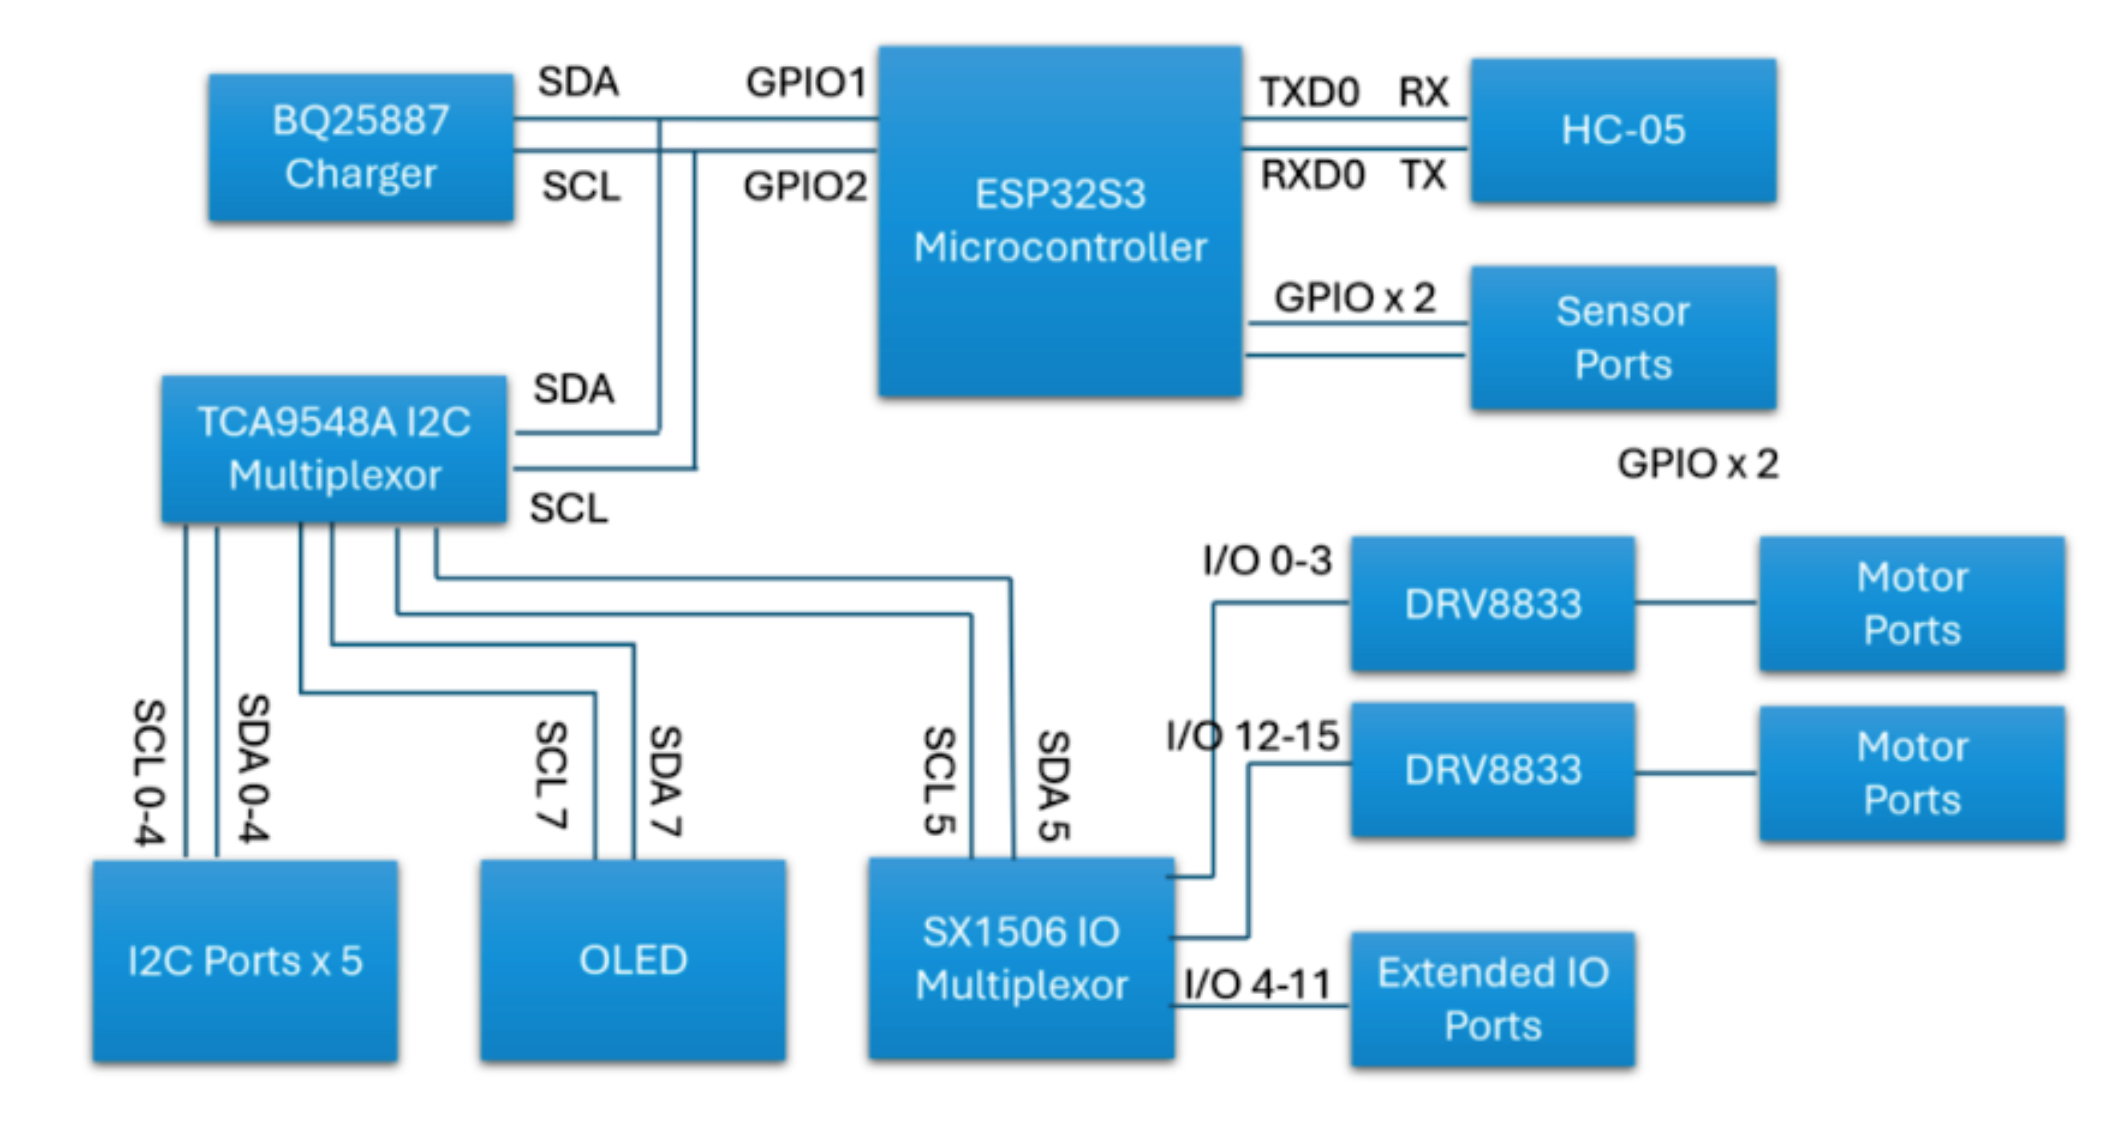 SDA
GPIO1
BQ25887
Charger
SCL
GPIO2
ESP32S3
Microcontroller
TXD0
RX
HC-05
RXD0
TX
GPIO x 2
Sensor
Ports
SDA
TCA9548A I2C
Multiplexor
SCL
GPIO x 2
I/O 0-3
DRV8833
Motor
Ports
I/O 12-15
DRV8833
Motor
Ports
SCL 0-4
SDA 0-4
SCL 7
SDA 7
SCL 5
SDA 5
I2C Ports x 5
OLED
SX1506 IO
Multiplexor
I/O 4-11
Extended IO
Ports